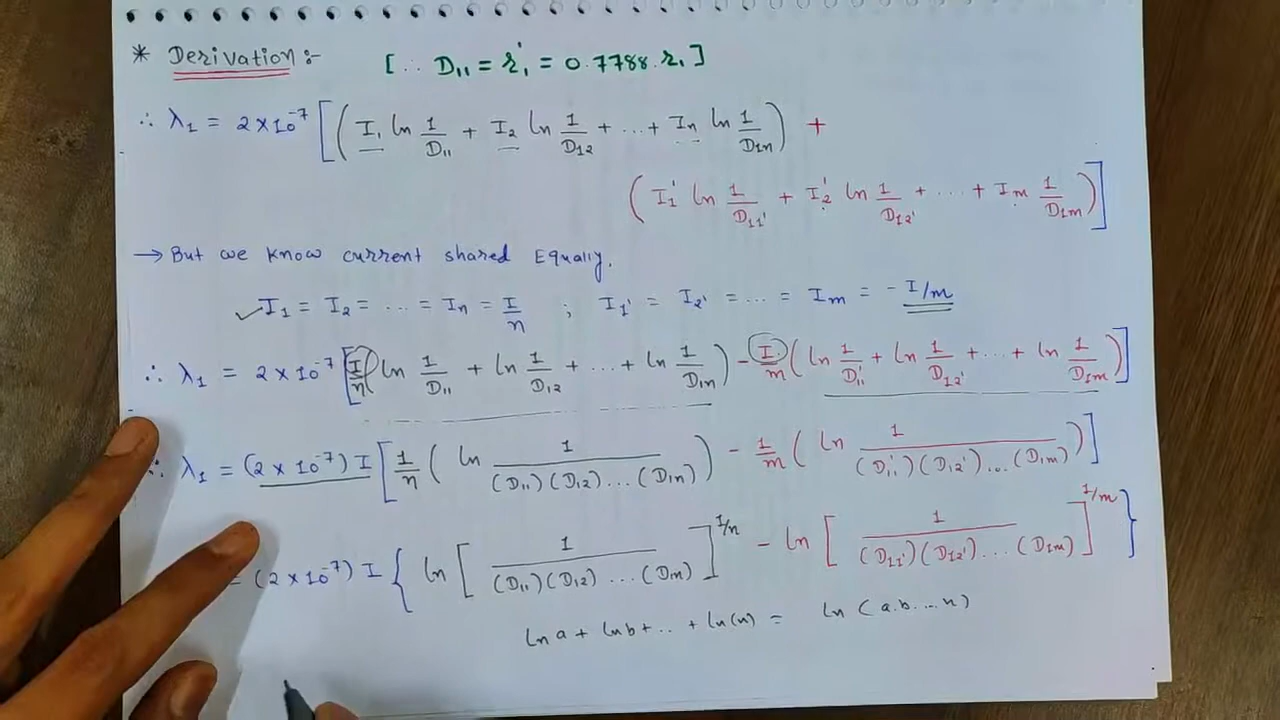 * Derivation :- [∵ D₁₁ = r₁' = 0.7788.r₁]
∴ λ₁ = 2×10⁻⁷ [(I₁ ln 1/D₁₁ + I₂ ln 1/D₁₂ + ... + Iₙ ln 1/D₁ₙ) +
(I₁' ln 1/D₁₁' + I₂' ln 1/D₁₂' + ... + Iₘ 1/D₁ₘ)]
→ But we know current shared Equally.
✓ I₁ = I₂ = ... = Iₙ = I/n ; I₁' = I₂' = ... = Iₘ = - I/m
∴ λ₁ = 2×10⁻⁷ [I/n (ln 1/D₁₁ + ln 1/D₁₂ + ... + ln 1/D₁ₙ) - I/m (ln 1/D₁₁' + ln 1/D₁₂' + ... + ln 1/D₁ₘ)]
∴ λ₁ = (2×10⁻⁷) I [1/n (ln 1/(D₁₁)(D₁₂)...(D₁ₙ)) - 1/m (ln 1/(D₁₁')(D₁₂')...(D₁ₘ))]
= (2×10⁻⁷) I {ln [1/(D₁₁)(D₁₂)...(D₁ₙ)]^1/n - ln [1/(D₁₁')(D₁₂')...(D₁ₘ)]^1/m}
ln a + ln b + .. + ln(n) = ln (a.b....n)